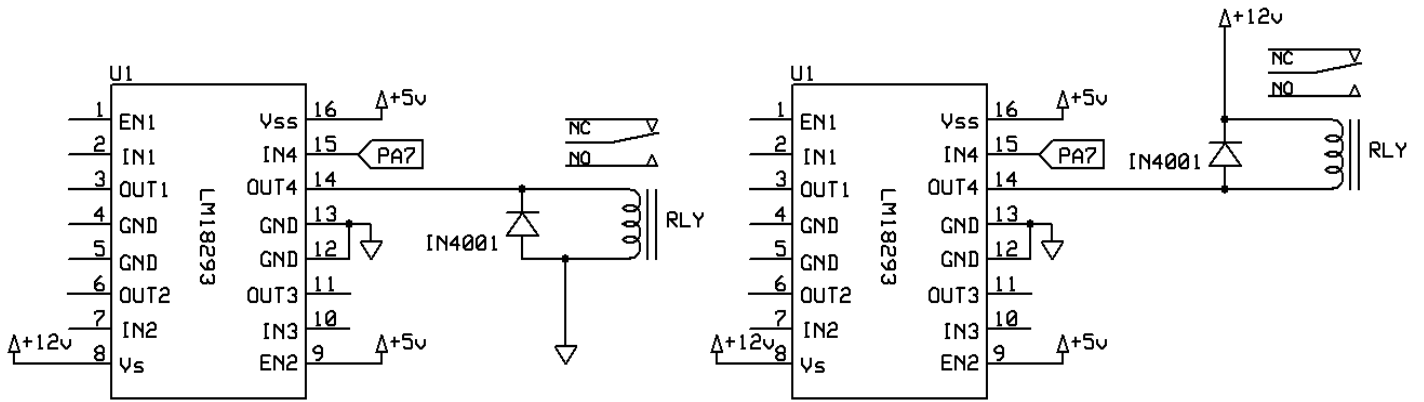 U1
1 EN1 Vss 16 +5v
2 IN1 IN4 15 PA7
3 OUT1 OUT4 14
4 GND GND 13
5 GND GND 12
6 OUT2 OUT3 11
7 IN2 IN3 10
8 Vs EN2 9 +5v
+12v
LM18293
NC
NO
IN4001
RLY
U1
1 EN1 Vss 16 +5v
2 IN1 IN4 15 PA7
3 OUT1 OUT4 14
4 GND GND 13
5 GND GND 12
6 OUT2 OUT3 11
7 IN2 IN3 10
8 Vs EN2 9 +5v
+12v
LM18293
+12v
NC
NO
IN4001
RLY